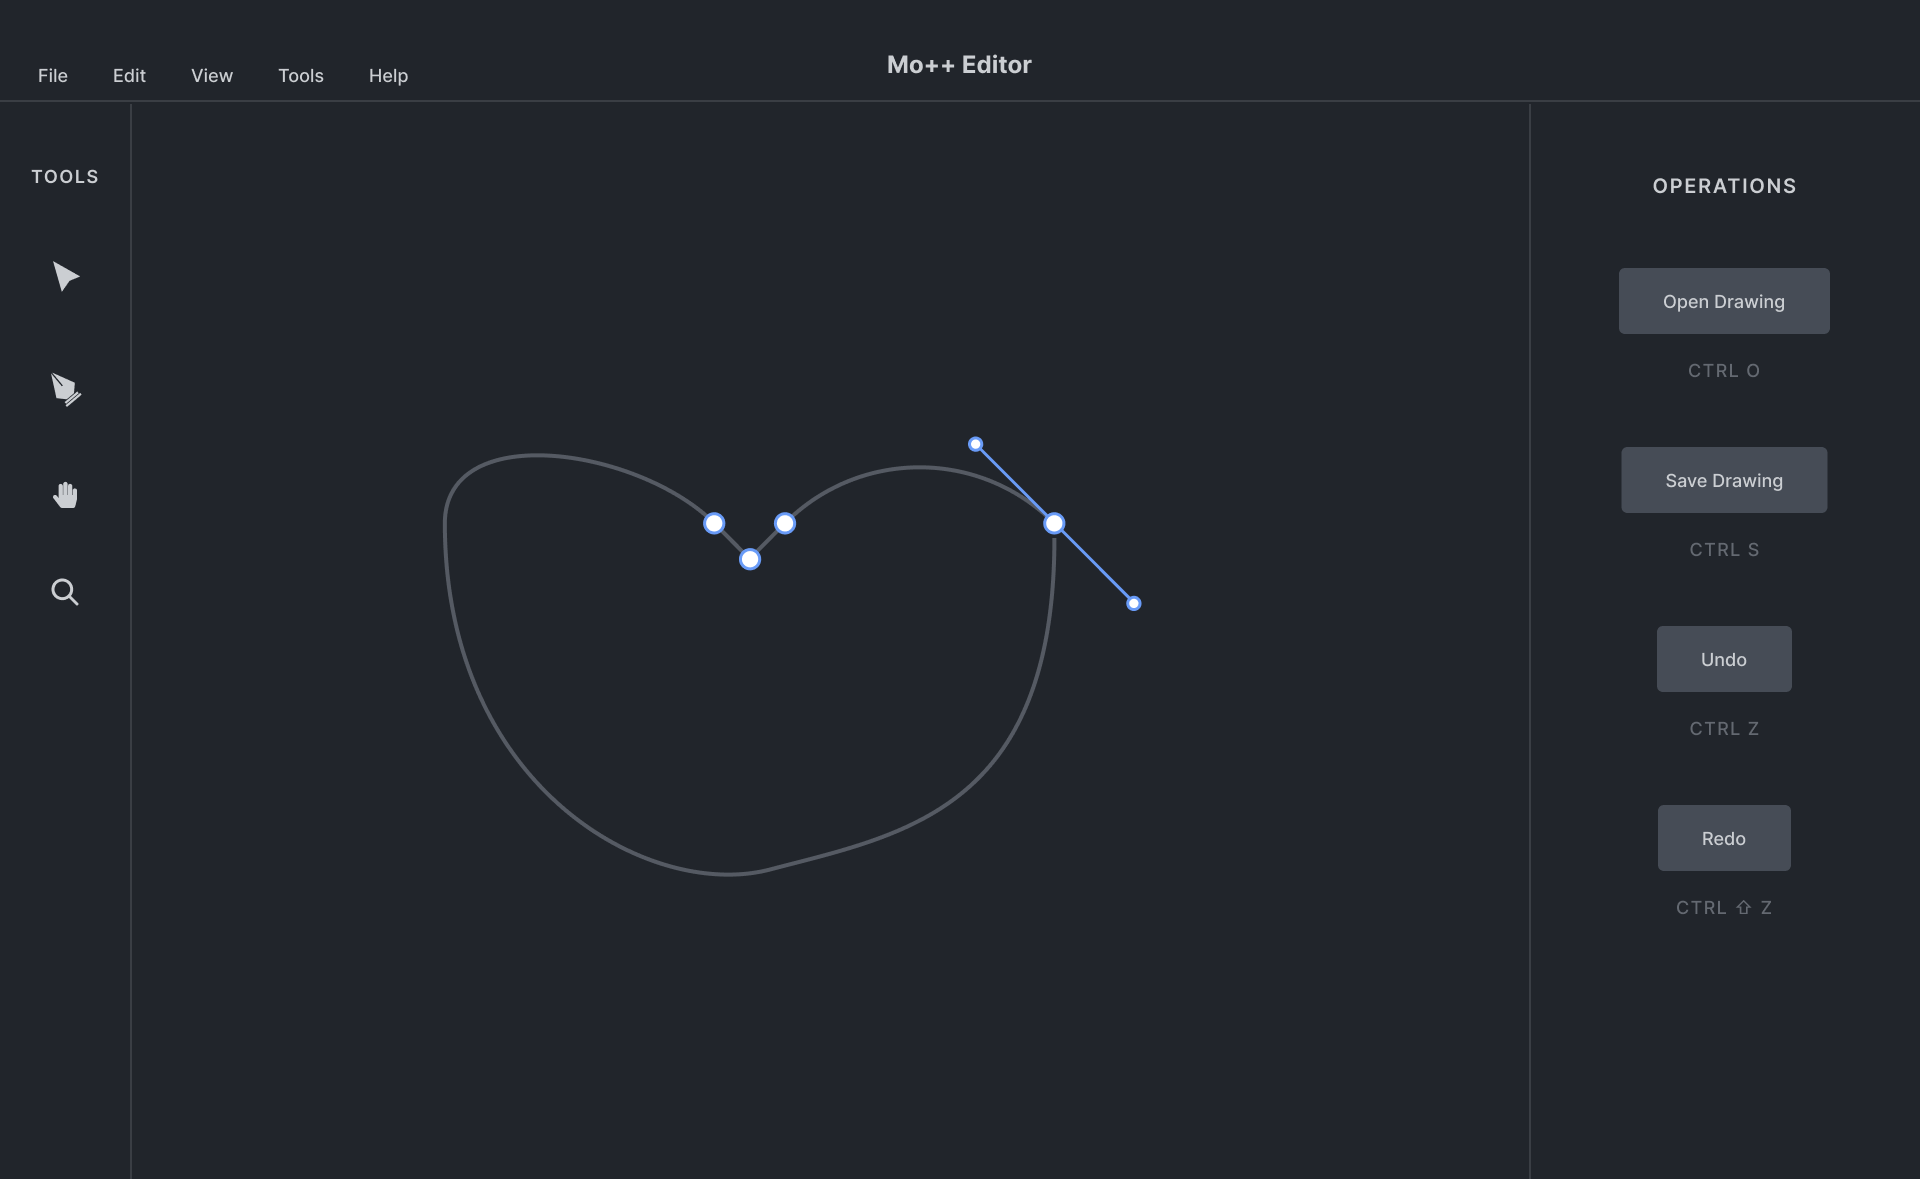 Mo++ Editor
File Edit View Tools Help
TOOLS
OPERATIONS
Open Drawing
CTRL O
Save Drawing
CTRL S
Undo
CTRL Z
Redo
CTRL ⇧ Z